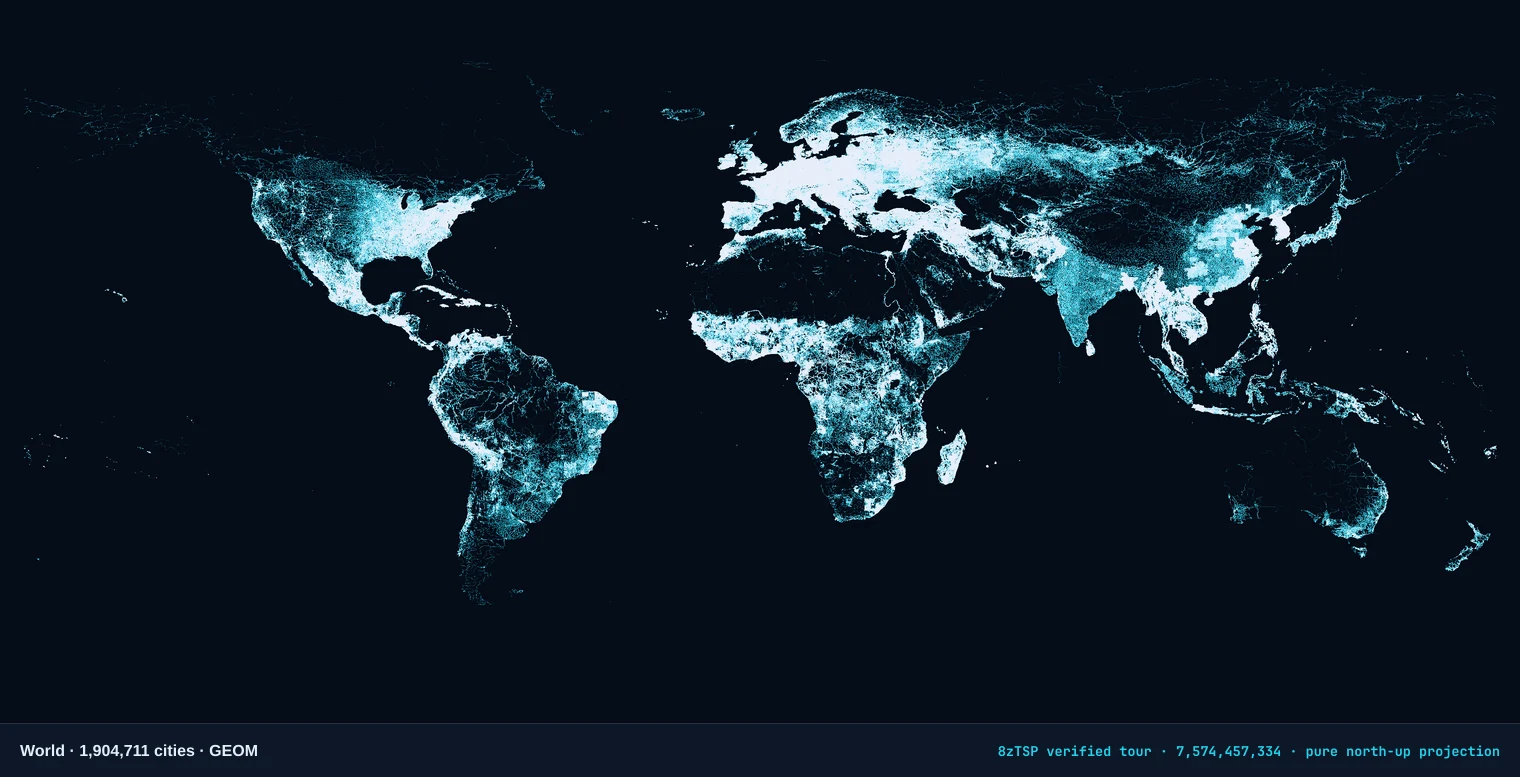 World · 1,904,711 cities · GEOM
8zTSP verified tour · 7,574,457,334 · pure north-up projection